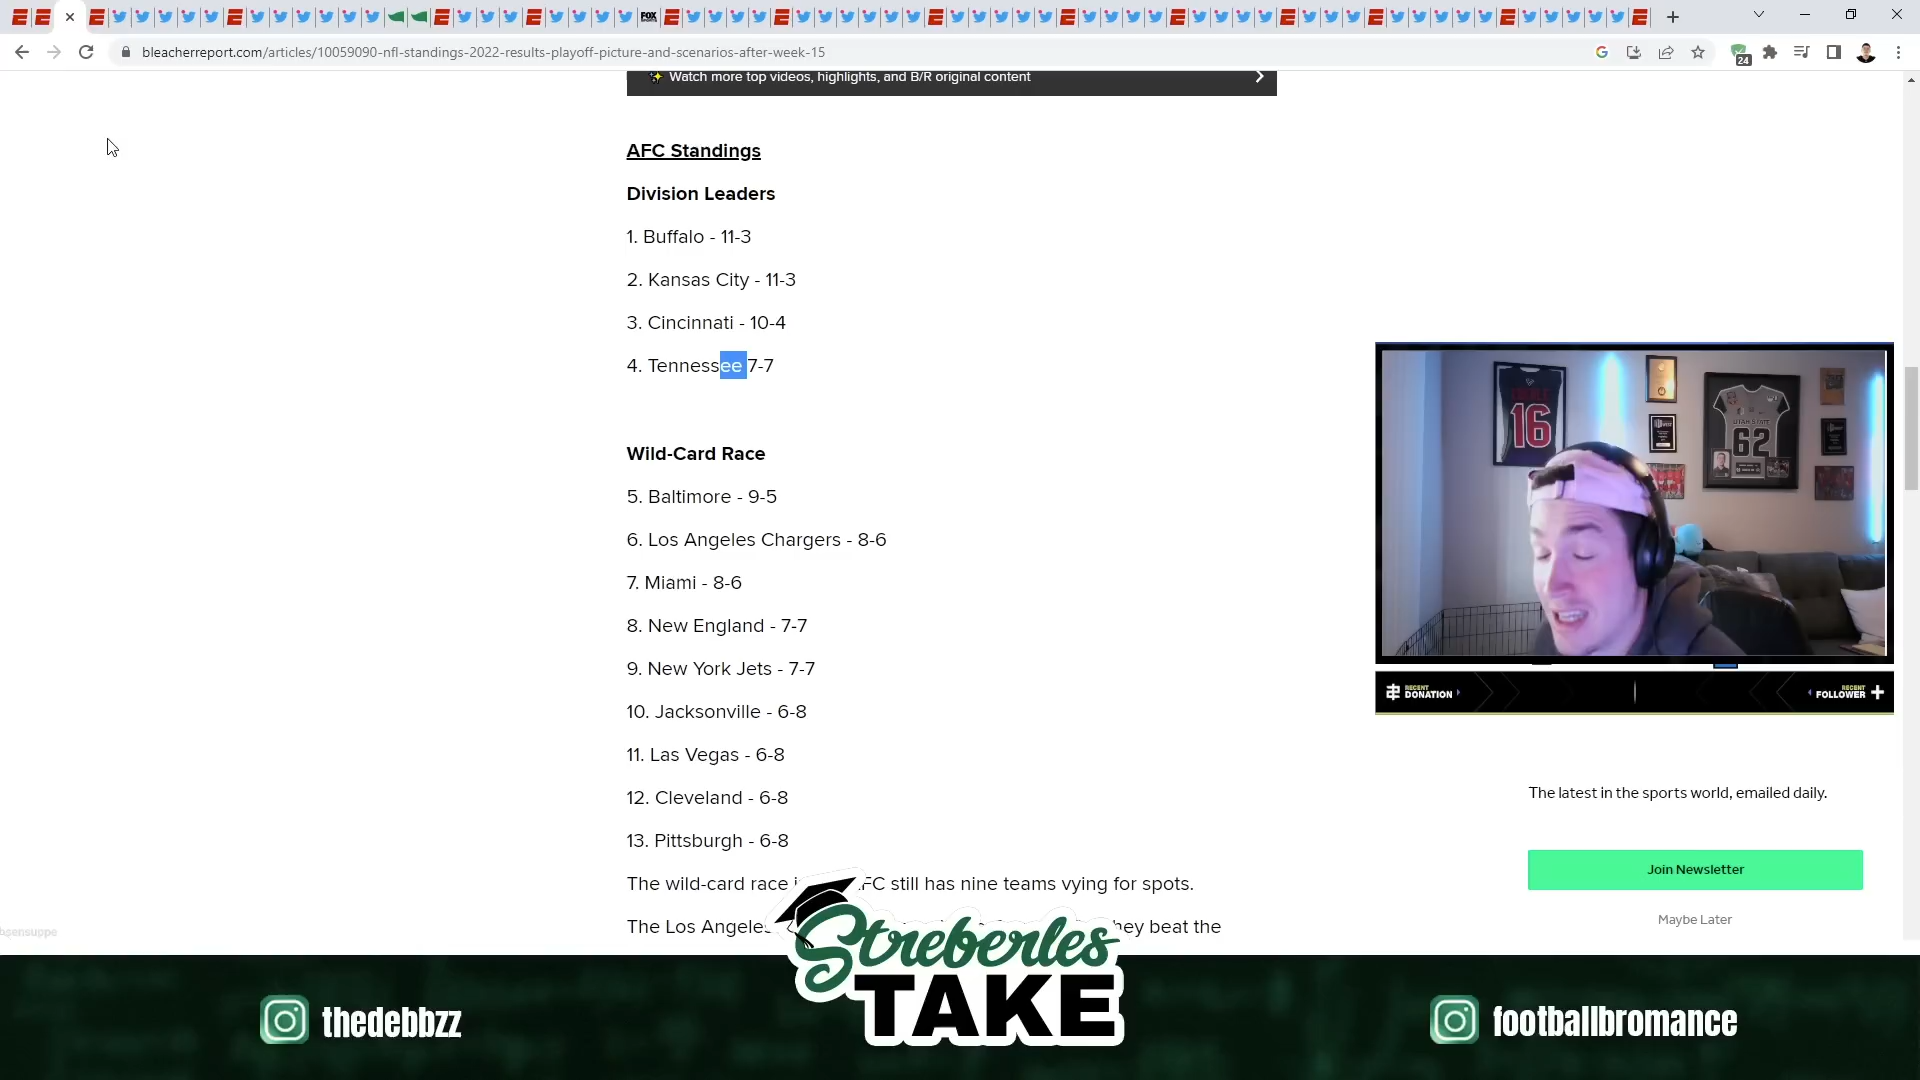 FOX
bleacherreport.com/articles/10059090-nfl-standings-2022-results-playoff-picture-and-scenarios-after-week-15
24
✨ Watch more top videos, highlights, and B/R original content
AFC Standings
Division Leaders
1. Buffalo - 11-3
2. Kansas City - 11-3
3. Cincinnati - 10-4
4. Tennessee 7-7
Wild-Card Race
5. Baltimore - 9-5
6. Los Angeles Chargers - 8-6
7. Miami - 8-6
8. New England - 7-7
9. New York Jets - 7-7
10. Jacksonville - 6-8
11. Las Vegas - 6-8
12. Cleveland - 6-8
13. Pittsburgh - 6-8
The wild-card race FC still has nine teams vying for spots.
The Los Angeles hey beat the
16
UTAH STATE
62
RECENT DONATION
RECENT FOLLOWER
The latest in the sports world, emailed daily.
Join Newsletter
Maybe Later
Streberles
TAKE
thedebbzz
footballbromance